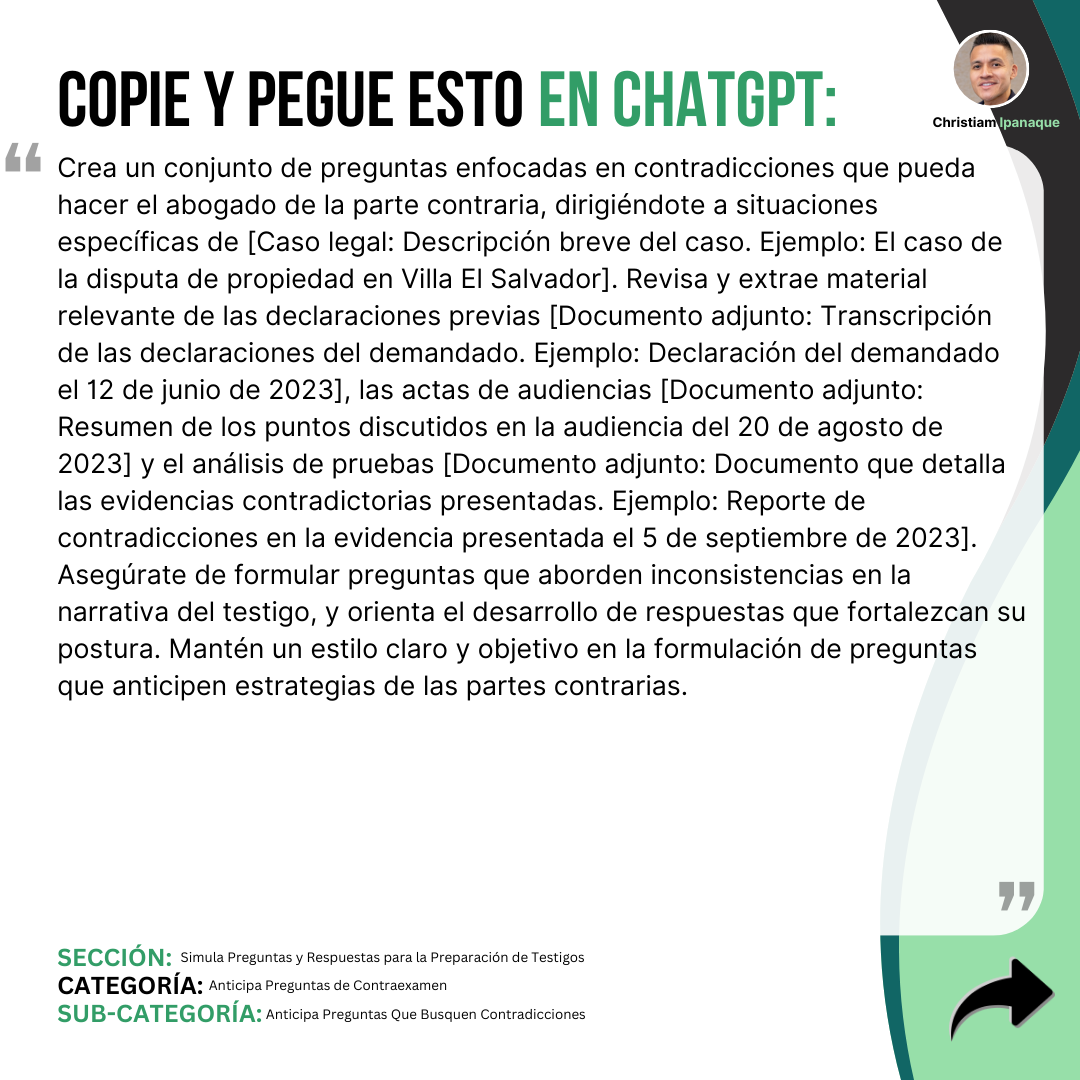 COPIE Y PEGUE ESTO EN CHATGPT:
Christiam Ipanaque
“
Crea un conjunto de preguntas enfocadas en contradicciones que pueda
hacer el abogado de la parte contraria, dirigiéndote a situaciones
específicas de [Caso legal: Descripción breve del caso. Ejemplo: El caso de
la disputa de propiedad en Villa El Salvador]. Revisa y extrae material
relevante de las declaraciones previas [Documento adjunto: Transcripción
de las declaraciones del demandado. Ejemplo: Declaración del demandado
el 12 de junio de 2023], las actas de audiencias [Documento adjunto:
Resumen de los puntos discutidos en la audiencia del 20 de agosto de
2023] y el análisis de pruebas [Documento adjunto: Documento que detalla
las evidencias contradictorias presentadas. Ejemplo: Reporte de
contradicciones en la evidencia presentada el 5 de septiembre de 2023].
Asegúrate de formular preguntas que aborden inconsistencias en la
narrativa del testigo, y orienta el desarrollo de respuestas que fortalezcan su
postura. Mantén un estilo claro y objetivo en la formulación de preguntas
que anticipen estrategias de las partes contrarias.
”
SECCIÓN: Simula Preguntas y Respuestas para la Preparación de Testigos
CATEGORÍA: Anticipa Preguntas de Contraexamen
SUB-CATEGORÍA: Anticipa Preguntas Que Busquen Contradicciones